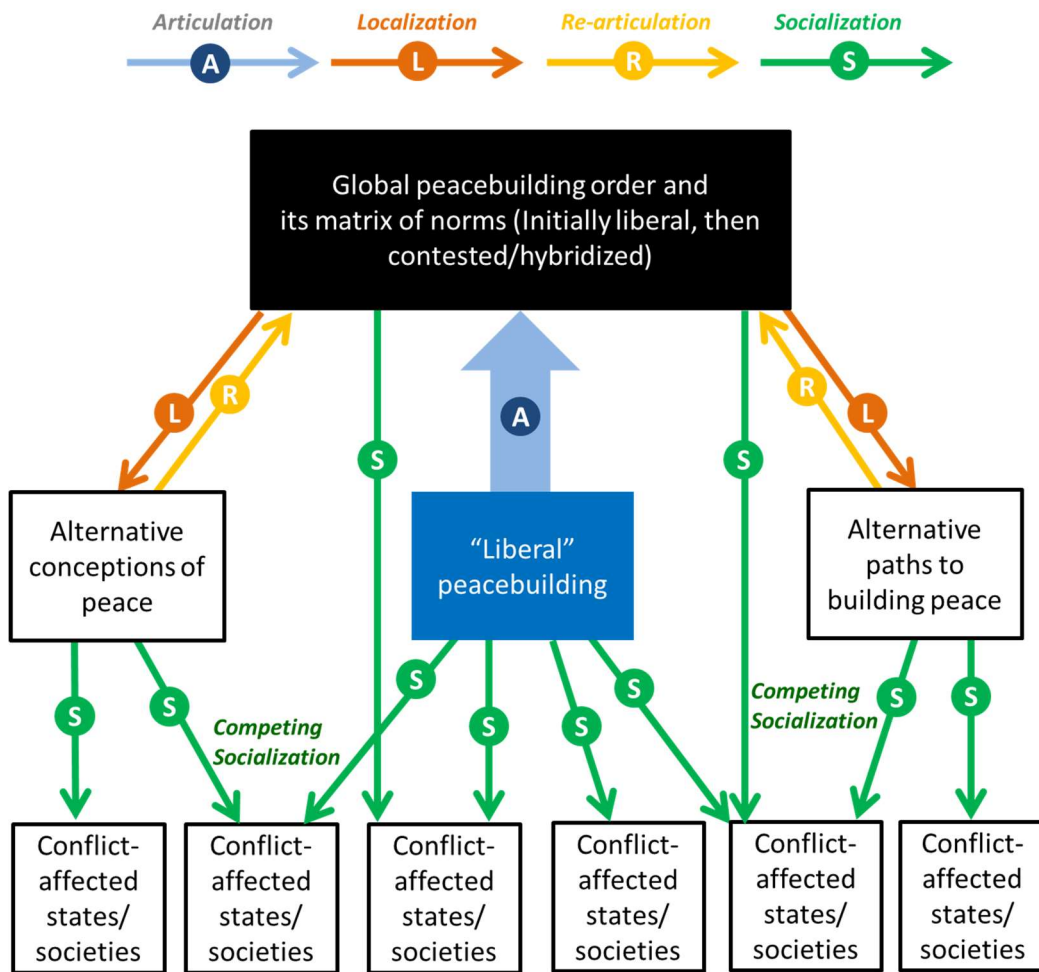 Articulation
Localization
Re-articulation
Socialization
A
L
R
S
Global peacebuilding order and
its matrix of norms (Initially liberal, then
contested/hybridized)
L
R
S
A
S
R
L
Alternative
conceptions of
peace
“Liberal”
peacebuilding
Alternative
paths to
building peace
S
S
Competing
Socialization
S
S
S
S
Competing
Socialization
S
S
Conflict-
affected
states/
societies
Conflict-
affected
states/
societies
Conflict-
affected
states/
societies
Conflict-
affected
states/
societies
Conflict-
affected
states/
societies
Conflict-
affected
states/
societies